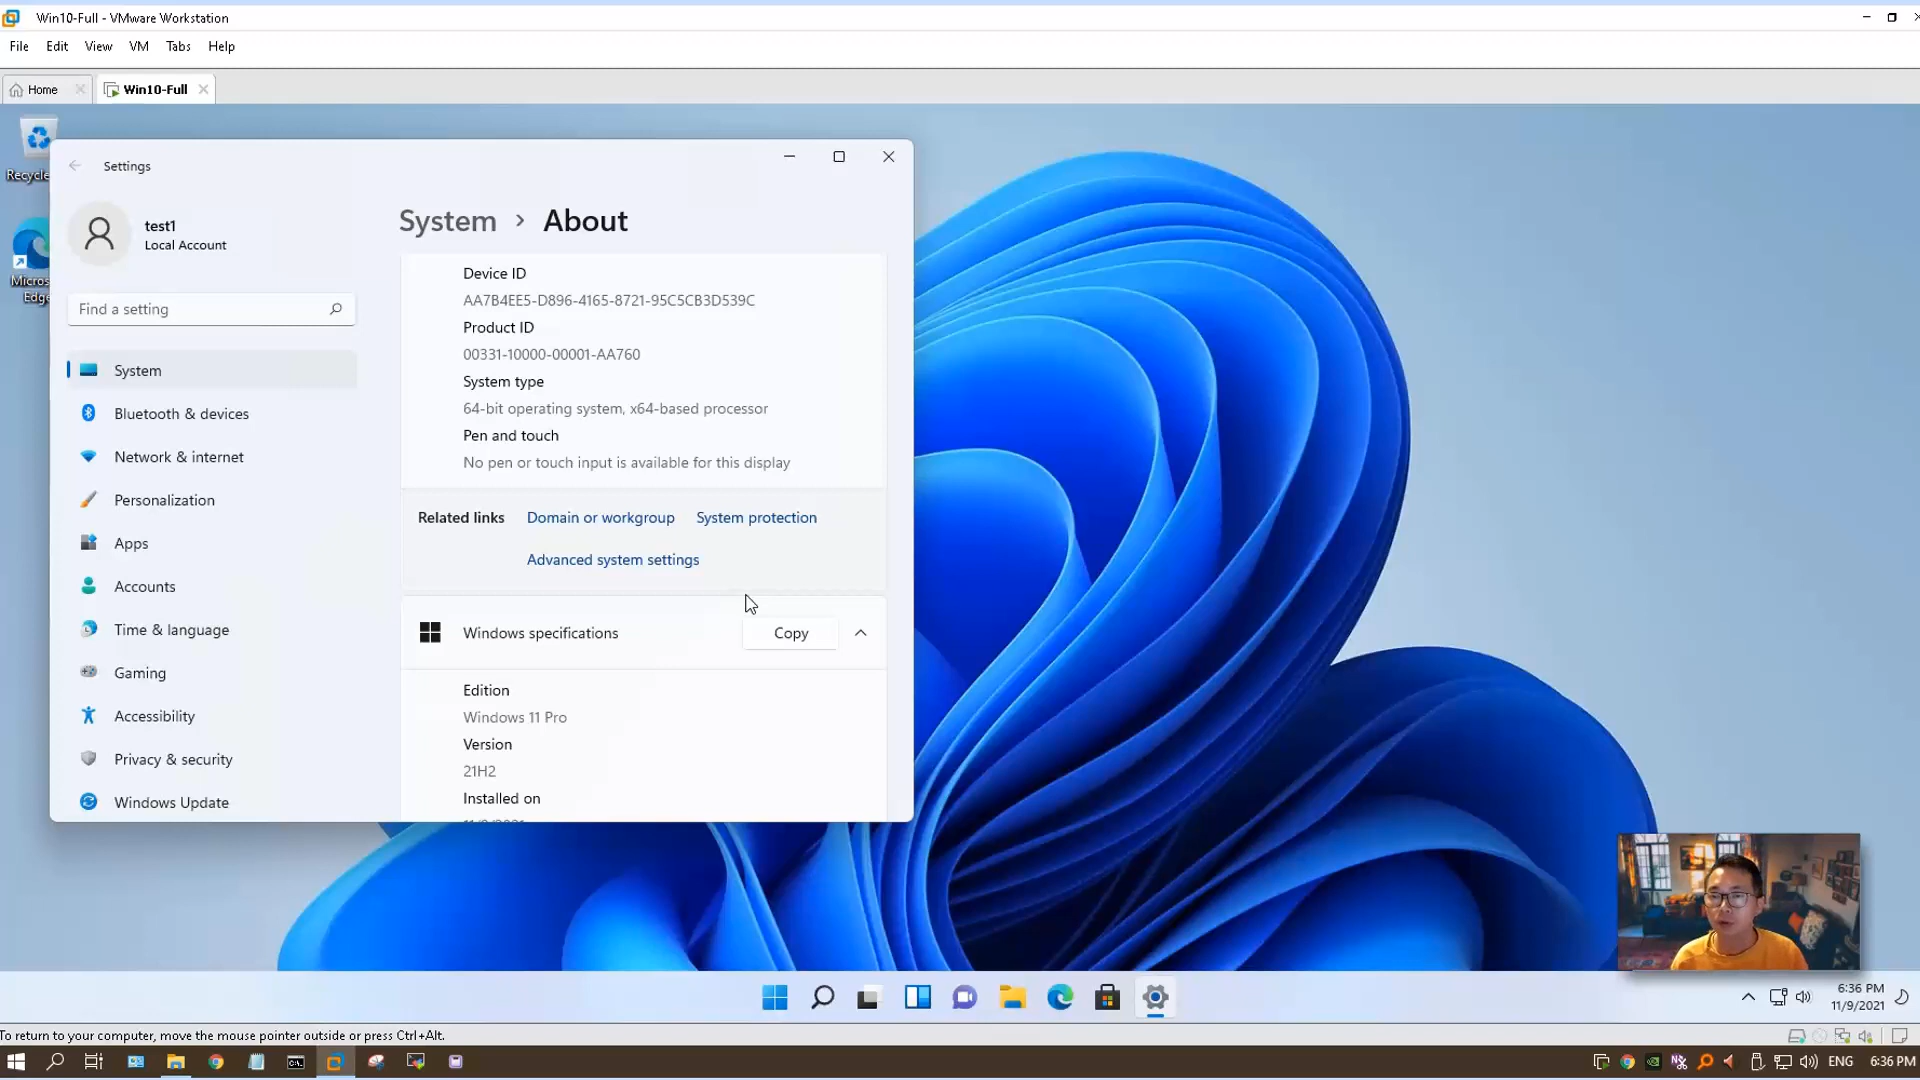 Win10-Full - VMware Workstation
File Edit View VM Tabs Help
Home
Win10-Full
Recycle
Micros
Edge
Settings
test1
Local Account
Find a setting
System
Bluetooth & devices
Network & internet
Personalization
Apps
Accounts
Time & language
Gaming
Accessibility
Privacy & security
Windows Update
System > About
Device ID
AA7B4EE5-D896-4165-8721-95C5CB3D539C
Product ID
00331-10000-00001-AA760
System type
64-bit operating system, x64-based processor
Pen and touch
No pen or touch input is available for this display
Related links Domain or workgroup System protection
Advanced system settings
Windows specifications Copy
Edition
Windows 11 Pro
Version
21H2
Installed on
6:36 PM
11/9/2021
To return to your computer, move the mouse pointer outside or press Ctrl+Alt.
ENG 6:36 PM